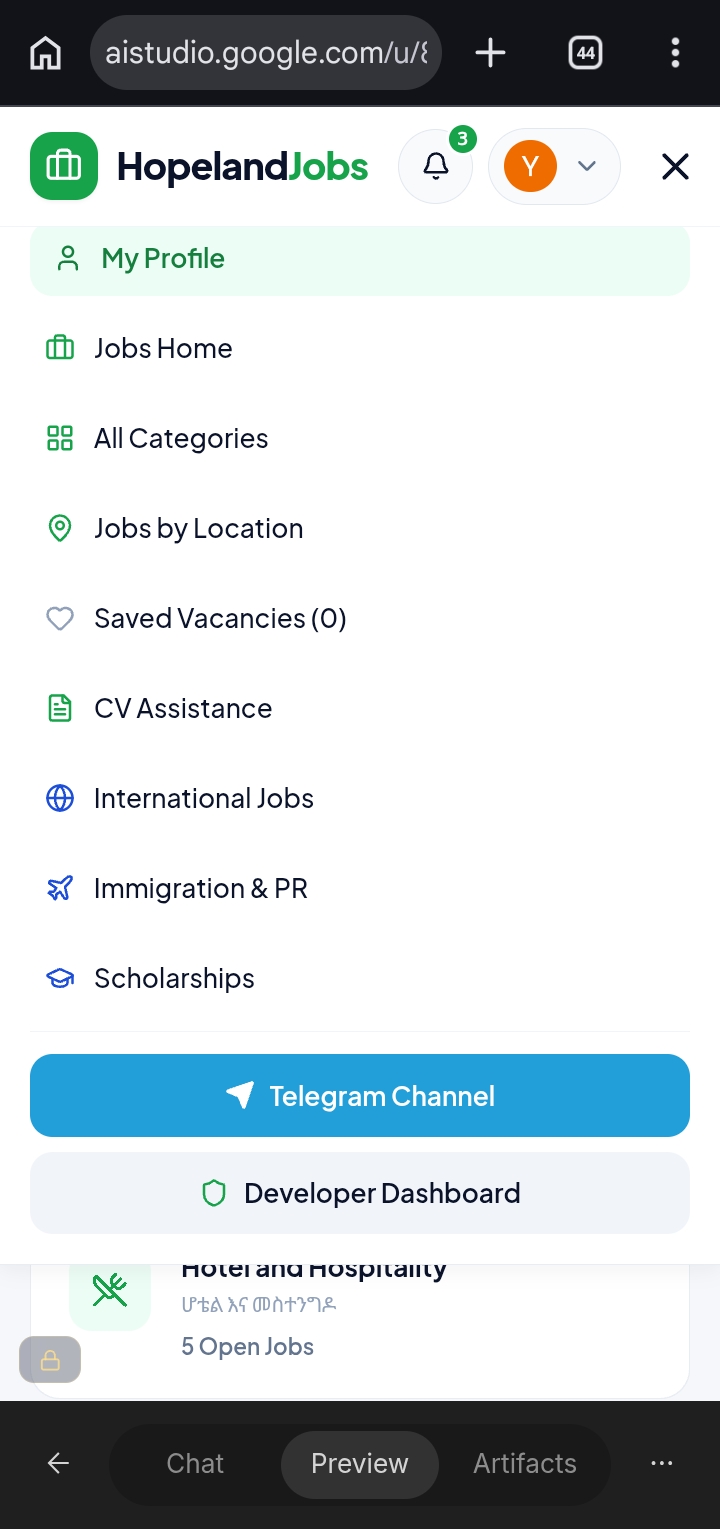 aistudio.google.com/u/8
44
HopelandJobs
3
Y
My Profile
Jobs Home
All Categories
Jobs by Location
Saved Vacancies (0)
CV Assistance
International Jobs
Immigration & PR
Scholarships
Telegram Channel
Developer Dashboard
Hotel and Hospitality
ሆቴል እና መስተንግዶ
5 Open Jobs
Chat
Preview
Artifacts